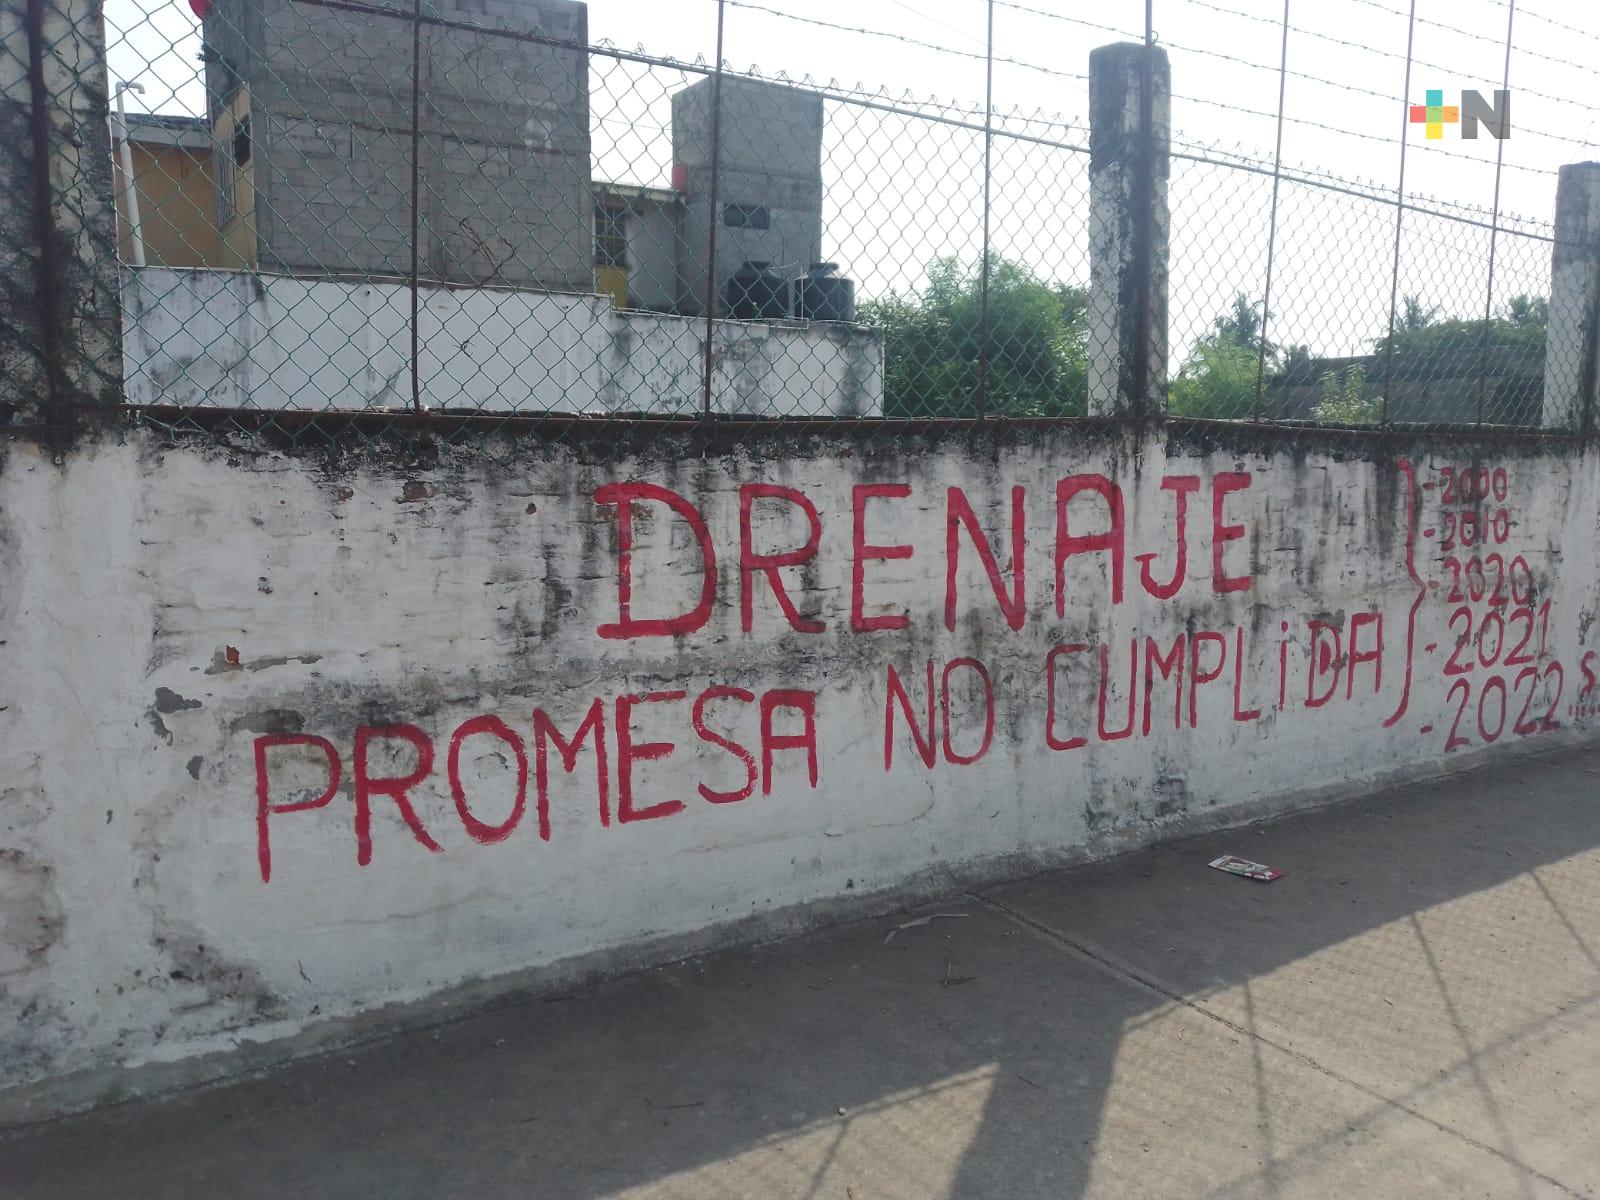 +N
DRENAJE
PROMESA NO CUMPLiDA
- 2000
- 2010
- 2020
- 2021
- 2022 S.....